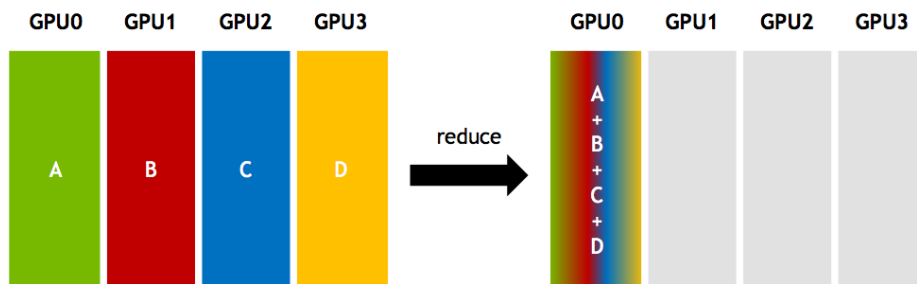 GPU0 GPU1 GPU2 GPU3 GPU0 GPU1 GPU2 GPU3
A B C D
reduce
A
+
B
+
C
+
D